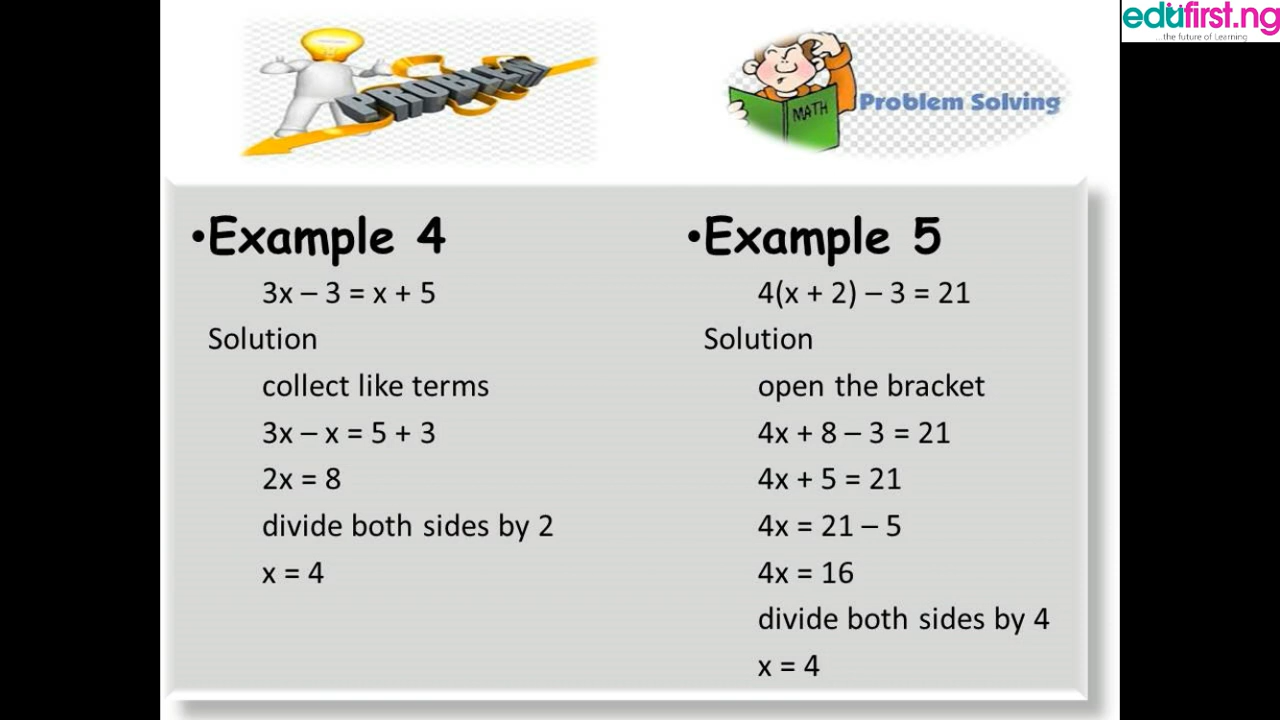 edufirst.ng
...the future of Learning
PROBLEM
MATH
Problem Solving
•Example 4
3x – 3 = x + 5
Solution
collect like terms
3x – x = 5 + 3
2x = 8
divide both sides by 2
x = 4
•Example 5
4(x + 2) – 3 = 21
Solution
open the bracket
4x + 8 – 3 = 21
4x + 5 = 21
4x = 21 – 5
4x = 16
divide both sides by 4
x = 4